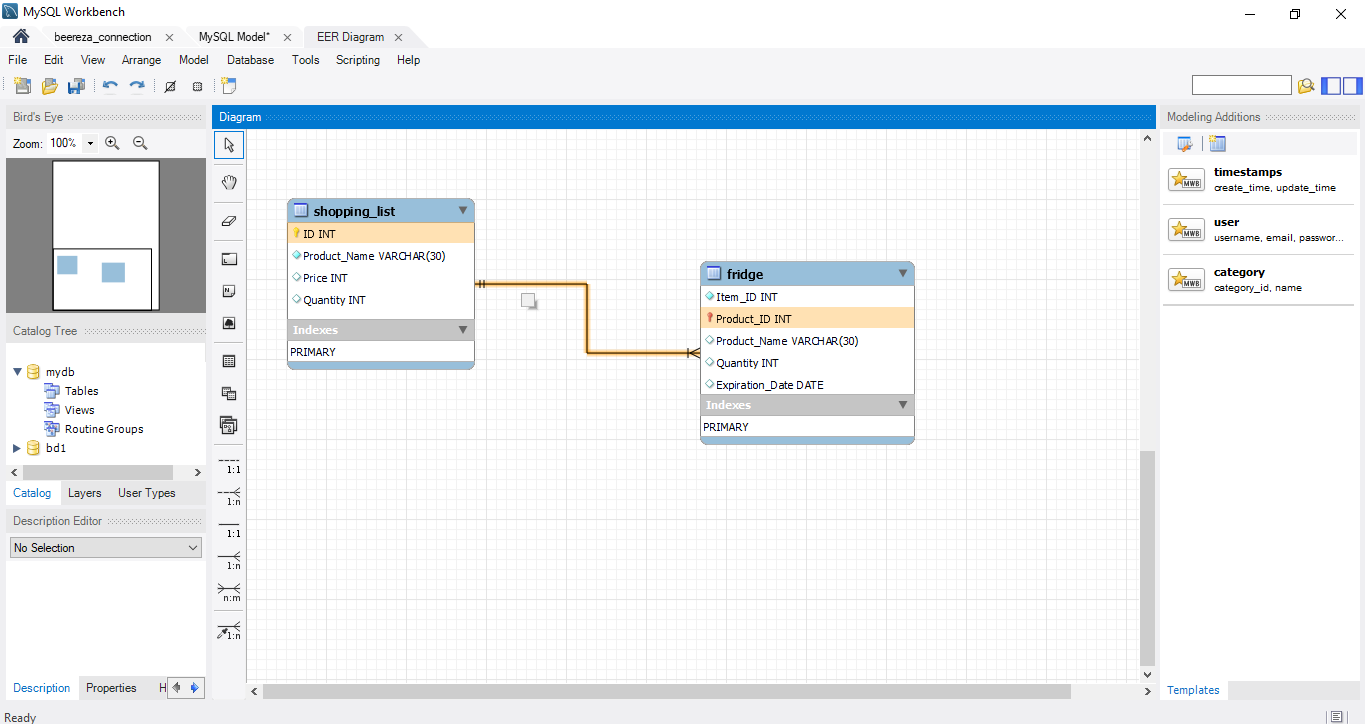 MySQL Workbench
beereza_connection
MySQL Model*
EER Diagram
File Edit View Arrange Model Database Tools Scripting Help
Bird's Eye
Zoom: 100%
Catalog Tree
mydb
Tables
Views
Routine Groups
bd1
Catalog Layers User Types
Description Editor
No Selection
Description Properties H
Ready
Diagram
1:1
1:n
1:1
1:n
n:m
1:n
shopping_list
ID INT
Product_Name VARCHAR(30)
Price INT
Quantity INT
Indexes
PRIMARY
fridge
Item_ID INT
Product_ID INT
Product_Name VARCHAR(30)
Quantity INT
Expiration_Date DATE
Indexes
PRIMARY
Modeling Additions
MWB
timestamps
create_time, update_time
MWB
user
username, email, passwor...
MWB
category
category_id, name
Templates